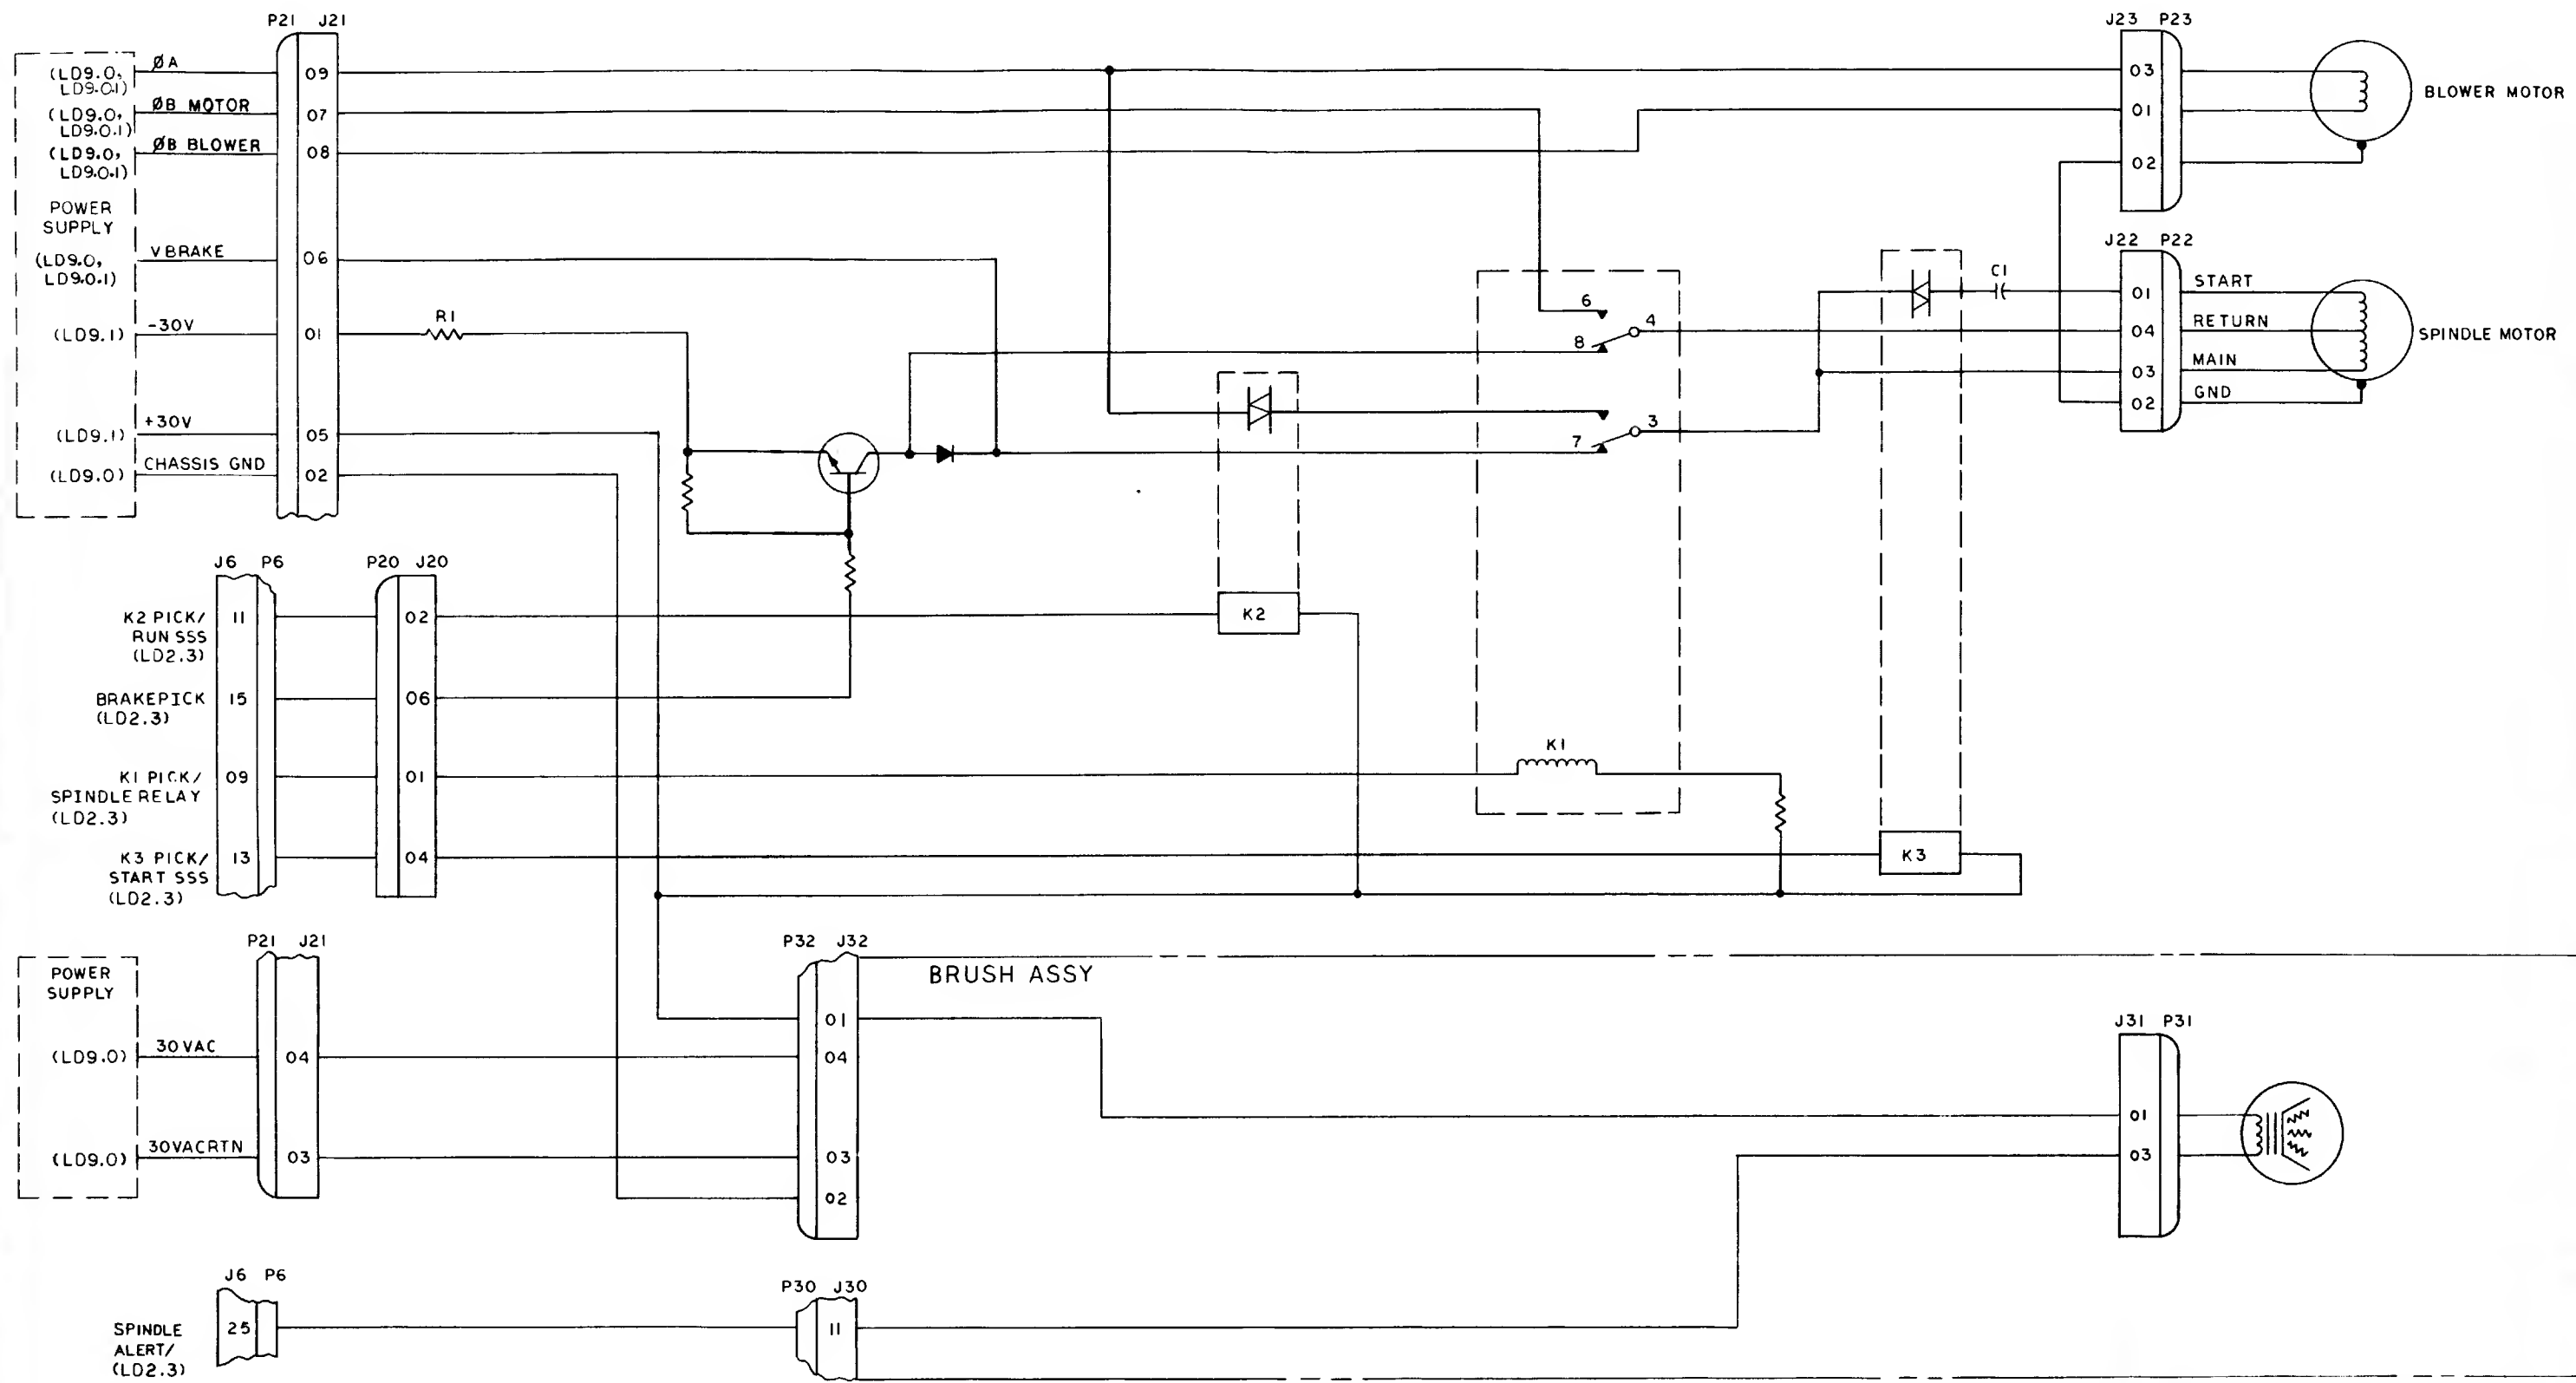 P21 J21
(LD9.0,
LD9.0.1)
ØA
09
(LD9.0,
LD9.0.1)
ØB MOTOR
07
(LD9.0,
LD9.0.1)
ØB BLOWER
08
POWER
SUPPLY
(LD9.0,
LD9.0.1)
VBRAKE
06
(LD9.1)
-30V
01
R1
(LD9.1)
+30V
05
(LD9.0)
CHASSIS GND
02
J23 P23
03
01
02
BLOWER MOTOR
J22 P22
01
START
04
RETURN
03
MAIN
02
GND
SPINDLE MOTOR
C1
6
4
8
3
7
J6 P6
P20 J20
K2 PICK/
RUN SSS
(LD2.3)
11
02
K2
BRAKEPICK
(LD2.3)
15
06
K1 PICK/
SPINDLE RELAY
(LD2.3)
09
01
K1
K3 PICK/
START SSS
(LD2.3)
13
04
K3
P21 J21
POWER
SUPPLY
(LD9.0)
30VAC
04
(LD9.0)
30VACRTN
03
P32 J32
BRUSH ASSY
01
04
03
02
J31 P31
01
03
J6 P6
SPINDLE
ALERT/
(LD2.3)
25
P30 J30
11